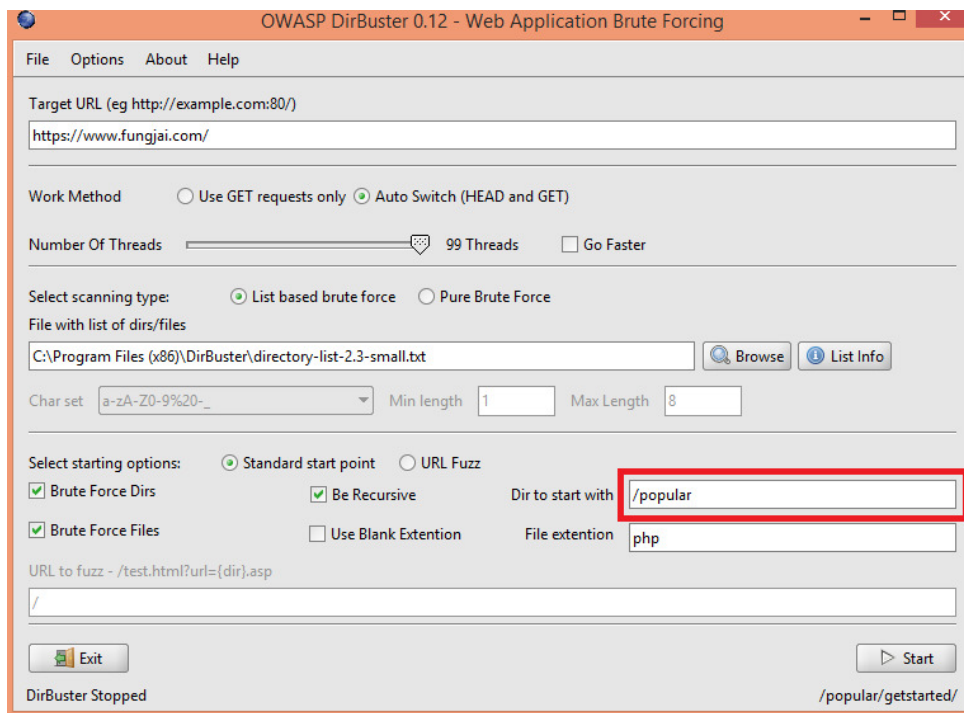 OWASP DirBuster 0.12 - Web Application Brute Forcing
File Options About Help
Target URL (eg http://example.com:80/)
https://www.fungjai.com/
Work Method Use GET requests only Auto Switch (HEAD and GET)
Number Of Threads 99 Threads Go Faster
Select scanning type: List based brute force Pure Brute Force
File with list of dirs/files
C:\Program Files (x86)\DirBuster\directory-list-2.3-small.txt Browse List Info
Char set a-zA-Z0-9%20-_ Min length 1 Max Length 8
Select starting options: Standard start point URL Fuzz
Brute Force Dirs Be Recursive Dir to start with /popular
Brute Force Files Use Blank Extention File extention php
URL to fuzz - /test.html?url={dir}.asp
/
Exit Start
DirBuster Stopped /popular/getstarted/